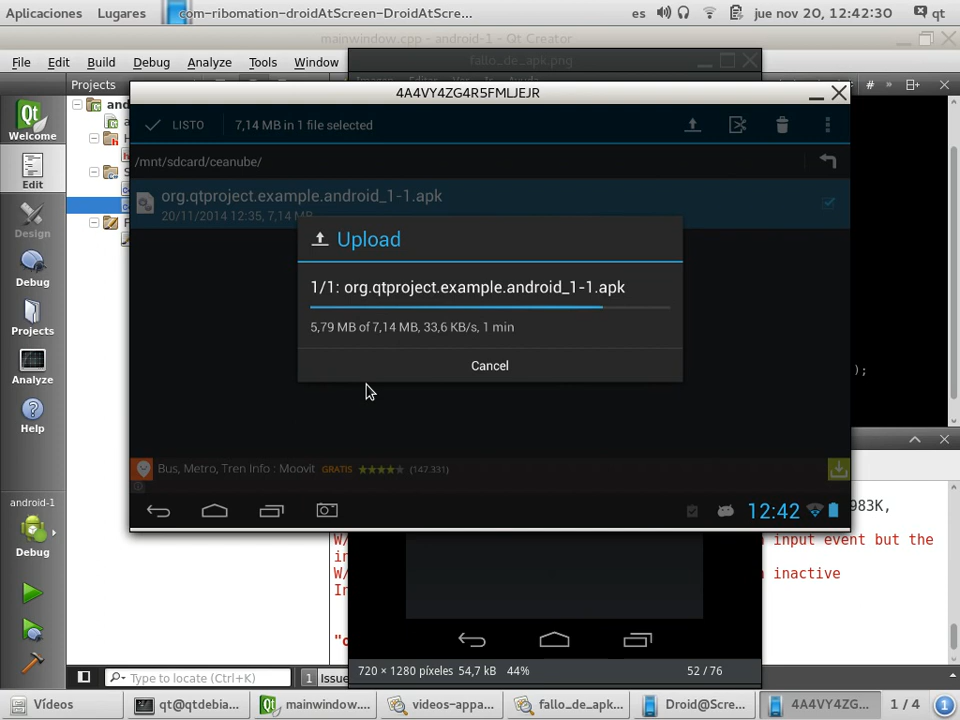 Aplicaciones Lugares com-ribomation-droidAtScreen-DroidAtScre... es jue nov 20, 12:42:30 qt
mainwindow.cpp - android-1 - Qt Creator
File Edit Build Debug Analyze Tools Window
fallo_de_apk.png
Projects
4A4VY4ZG4R5FMLJEJR
#
Welcome
Edit
Design
Debug
Projects
Analyze
Help
android-1
Debug
LISTO 7,14 MB in 1 file selected
/mnt/sdcard/ceanube/
org.qtproject.example.android_1-1.apk
20/11/2014 12:35, 7,14 MB
Upload
1/1: org.qtproject.example.android_1-1.apk
5,79 MB of 7,14 MB, 33,6 KB/s, 1 min
Cancel
);
Bus, Metro, Tren Info : Moovit GRATIS (147.331)
12:42
983K,
W/ input event but the
in
W/ inactive
In
"o
720 × 1280 píxeles 54,7 kB 44% 52 / 76
Type to locate (Ctrl+K) 1 Issue
Vídeos qt@qtdebia... mainwindow.... videos-appa... fallo_de_apk... Droid@Scre... 4A4VY4ZG... 1 / 4 1